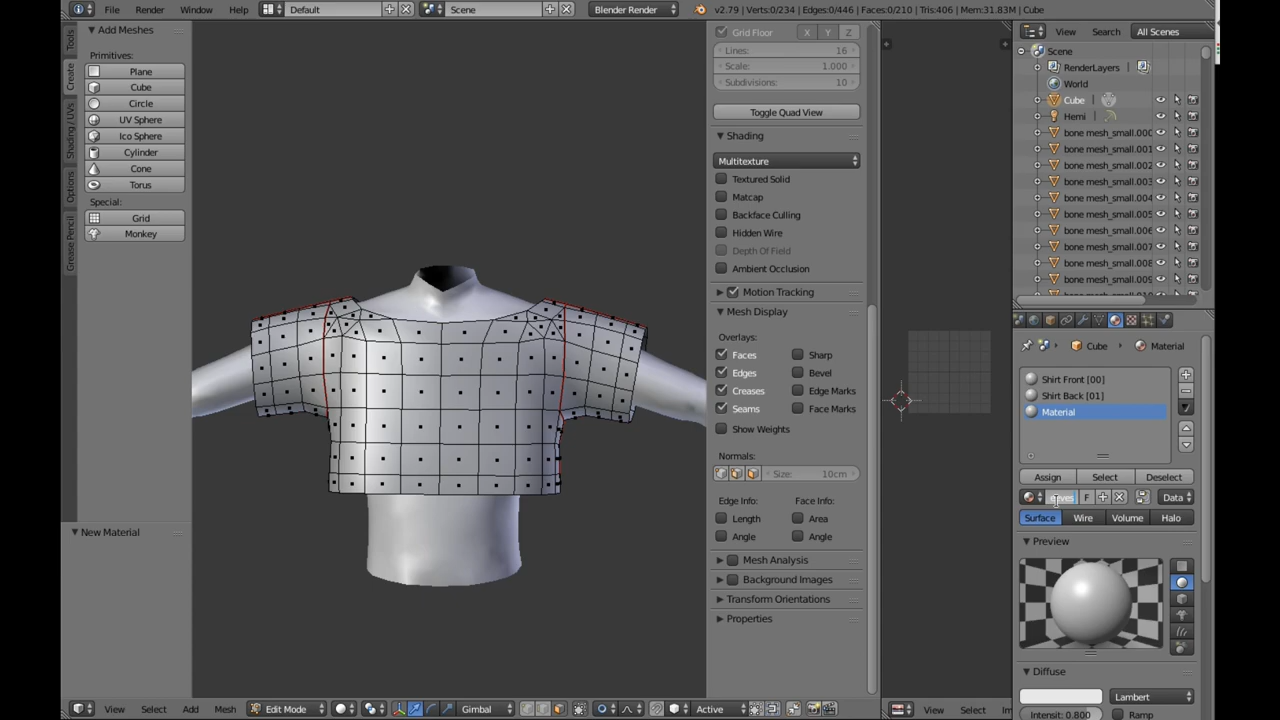 File Render Window Help Default Scene Blender Render v2.79 | Verts:0/234 | Edges:0/446 | Faces:0/210 | Tris:406 | Mem:31.83M | Cube
Tools
Create
Shading / UVs
Options
Grease Pencil
Add Meshes
Primitives:
Plane
Cube
Circle
UV Sphere
Ico Sphere
Cylinder
Cone
Torus
Special:
Grid
Monkey
New Material
Grid Floor X Y Z
Lines: 16
Scale: 1.000
Subdivisions: 10
Toggle Quad View
Shading
Multitexture
Textured Solid
Matcap
Backface Culling
Hidden Wire
Depth Of Field
Ambient Occlusion
Motion Tracking
Mesh Display
Overlays:
Faces Sharp
Edges Bevel
Creases Edge Marks
Seams Face Marks
Show Weights
Normals:
Size: 10cm
Edge Info: Face Info:
Length Area
Angle Angle
Mesh Analysis
Background Images
Transform Orientations
Properties
View Search All Scenes
Scene
RenderLayers
World
Cube
Hemi
bone mesh_small.000
bone mesh_small.001
bone mesh_small.002
bone mesh_small.003
bone mesh_small.004
bone mesh_small.005
bone mesh_small.006
bone mesh_small.007
bone mesh_small.008
bone mesh_small.009
Cube Material
Shirt Front [00]
Shirt Back [01]
Material
Assign Select Deselect
F Data
Surface Wire Volume Halo
Preview
Diffuse
Lambert
Intensit: 0.800 Ramp
View Select Add Mesh Edit Mode Gimbal Active
View Select